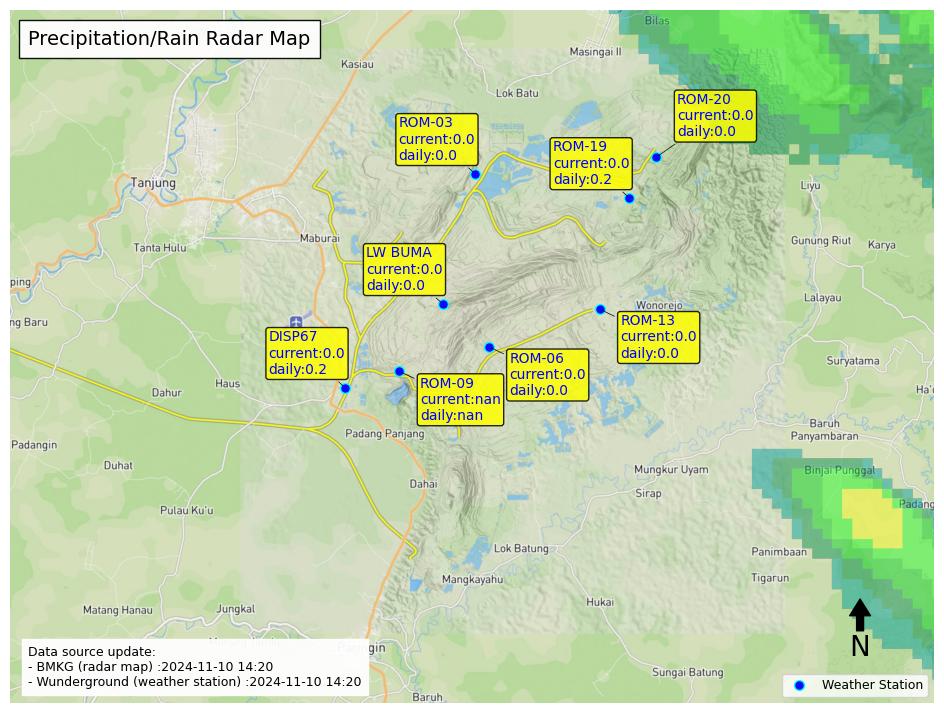 Precipitation/Rain Radar Map
Bilas
Masingai II
Kasiau
Lok Batu
ROM-20
current:0.0
daily:0.0
ROM-03
current:0.0
daily:0.0
ROM-19
current:0.0
daily:0.2
Tanjung
Liyu
Maburai
Tanta Hulu
Gunung Riut
Karya
LW BUMA
current:0.0
daily:0.0
ping
Lalayau
Wonorejo
ng Baru
ROM-13
current:0.0
daily:0.0
DISP67
current:0.0
daily:0.2
ROM-06
current:0.0
daily:0.0
Suryatama
ROM-09
current:nan
daily:nan
Haus
Dahur
Baruh
Panyambaran
Padang Panjang
Padangin
Duhat
Mungkur Uyam
Binjai Punggal
Dahai
Sirap
Padang
Pulau Ku'u
Lok Batung
Panimbaan
Mangkayahu
Tigarun
Hukai
Matang Hanau
Jungkal
N
Data source update:
- BMKG (radar map) :2024-11-10 14:20
- Wunderground (weather station) :2024-11-10 14:20
Sungai Batung
Weather Station
Baruh